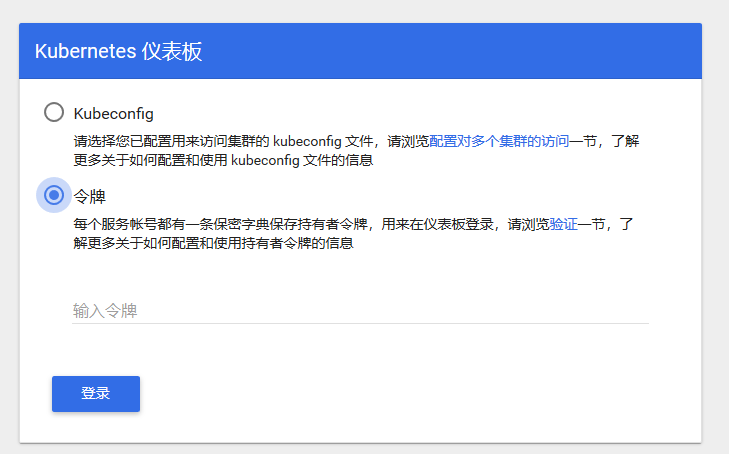 Kubernetes 仪表板
Kubeconfig
请选择您已配置用来访问集群的 kubeconfig 文件，请浏览配置对多个集群的访问一节，了解
更多关于如何配置和使用 kubeconfig 文件的信息
令牌
每个服务帐号都有一条保密字典保存持有者令牌，用来在仪表板登录，请浏览验证一节，了
解更多关于如何配置和使用持有者令牌的信息
输入令牌
登录